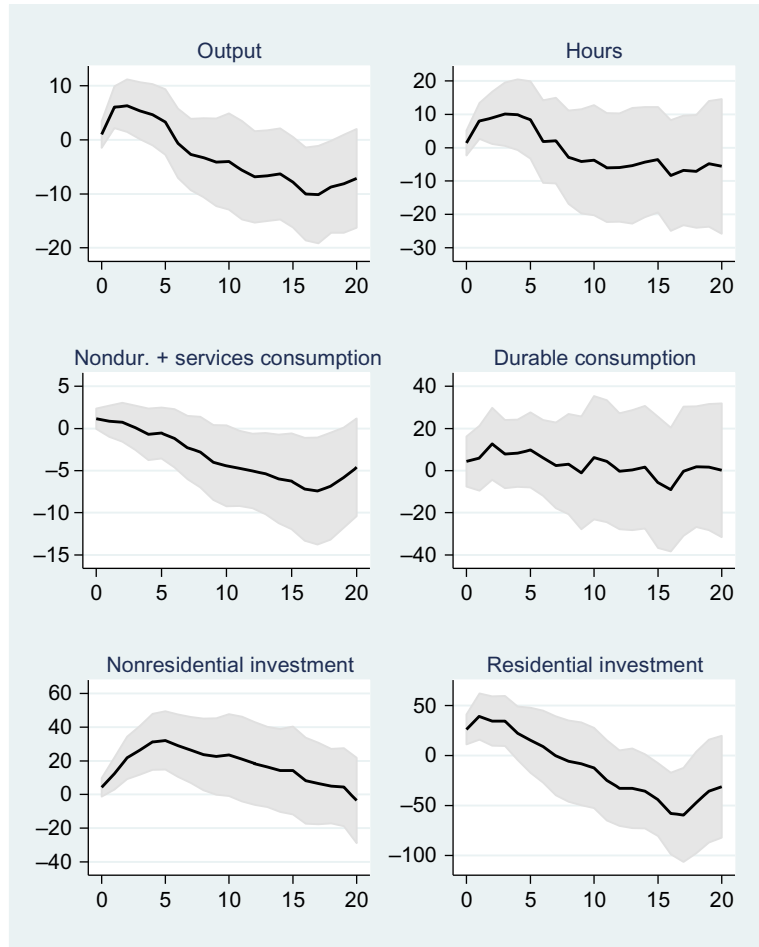 Output
10
0
–10
–20
0 5 10 15 20
Hours
20
10
0
–10
–20
–30
0 5 10 15 20
Nondur. + services consumption
5
0
–5
–10
–15
0 5 10 15 20
Durable consumption
40
20
0
–20
–40
0 5 10 15 20
Nonresidential investment
60
40
20
0
–20
–40
0 5 10 15 20
Residential investment
50
0
–50
–100
0 5 10 15 20